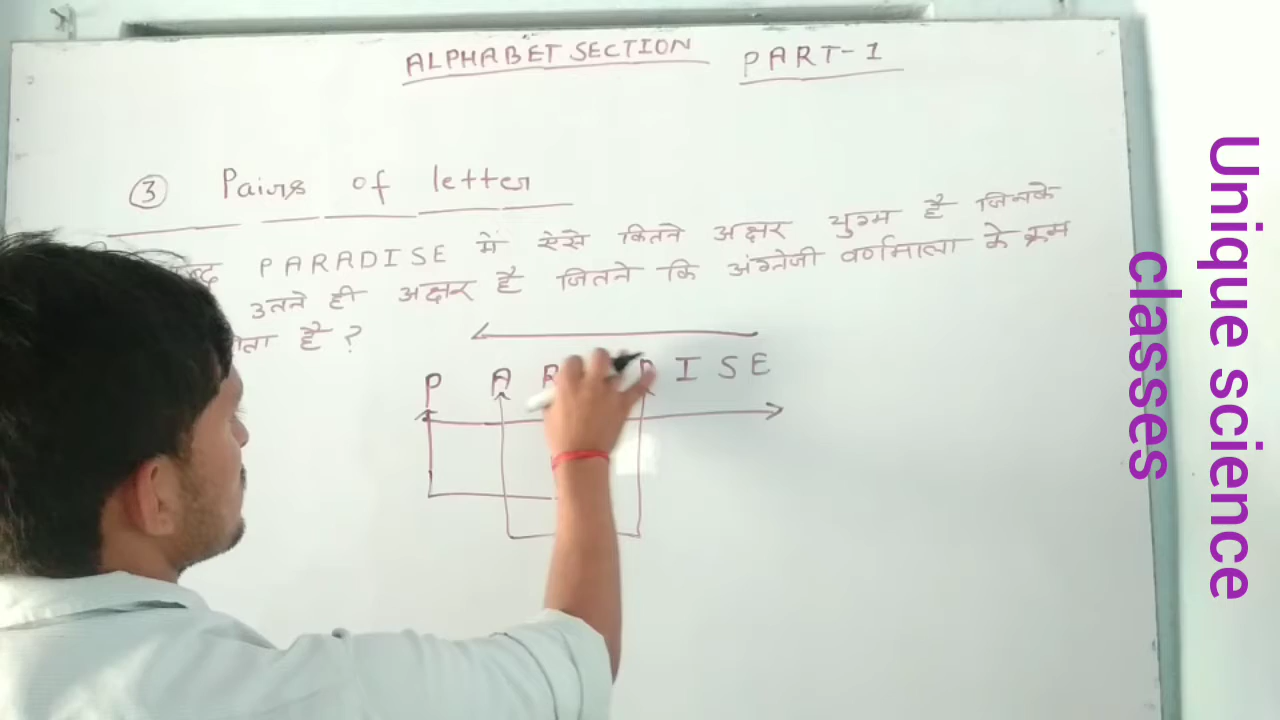 ALPHABET SECTION PART-1
③ Pairs of letter
PARADISE में ऐसे कितने अक्षर युग्म है जिनके
उतने ही अक्षर है जितने कि अंग्रेजी वर्णमाला के क्रम
है ?
P A R D I S E
Unique science
classes